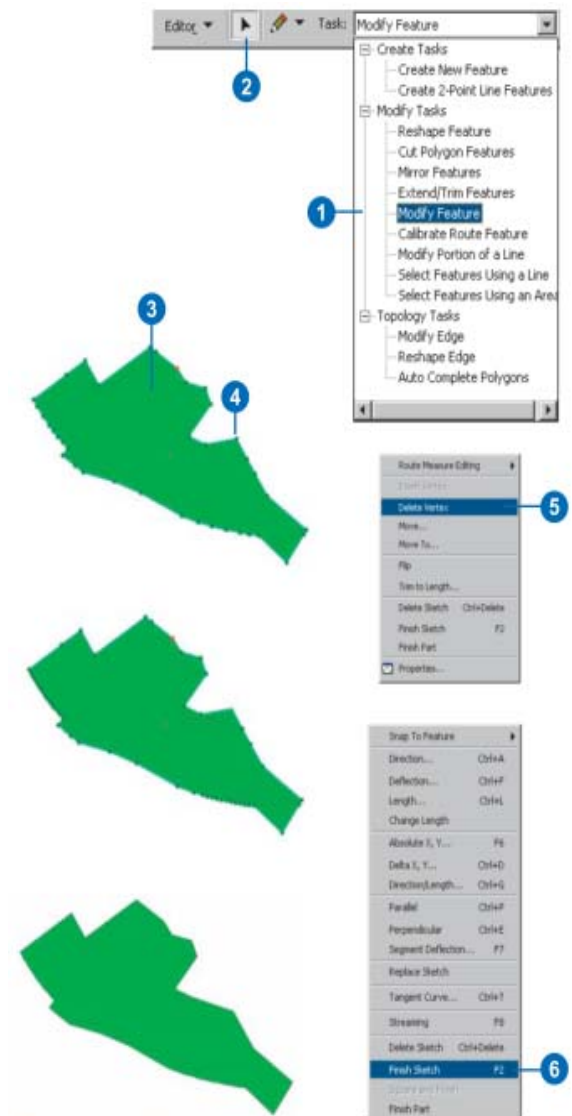 Editor Task: Modify Feature
2
Create Tasks
Create New Feature
Create 2-Point Line Features
Modify Tasks
Reshape Feature
Cut Polygon Features
Mirror Features
Extend/Trim Features
1
Modify Feature
Calibrate Route Feature
Modify Portion of a Line
Select Features Using a Line
Select Features Using an Area
Topology Tasks
Modify Edge
Reshape Edge
Auto Complete Polygons
3
4
Route Measure Editing
Insert Vertex
Delete Vertex
5
Move...
Move To...
Flip
Trim to Length...
Delete Sketch Ctrl+Delete
Finish Sketch F2
Finish Part
Properties...
Snap To Feature
Direction... Ctrl+A
Deflection... Ctrl+F
Length... Ctrl+L
Change Length
Absolute X, Y... F6
Delta X, Y... Ctrl+D
Direction/Length... Ctrl+G
Parallel Ctrl+P
Perpendicular Ctrl+E
Segment Deflection... F7
Replace Sketch
Tangent Curve... Ctrl+T
Streaming F8
Delete Sketch Ctrl+Delete
Finish Sketch F2
6
Square and Finish
Finish Part